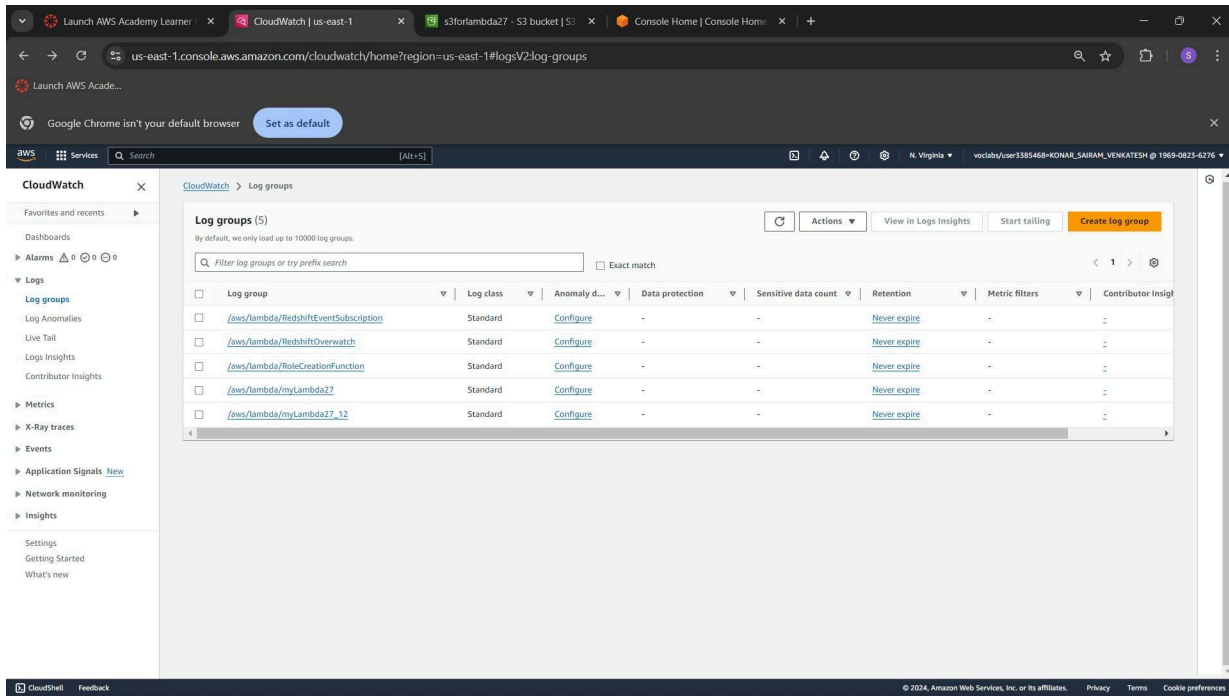 Launch AWS Academy Learner
CloudWatch | us-east-1
s3forlambda27 - S3 bucket | S3
Console Home | Console Home
us-east-1.console.aws.amazon.com/cloudwatch/home?region=us-east-1#logsV2:log-groups
S
Launch AWS Acade...
Google Chrome isn't your default browser Set as default
aws Services Search [Alt+S] N. Virginia voclabs/user3385468=KONAR_SAIRAM_VENKATESH @ 1969-0823-6276
CloudWatch
Favorites and recents
Dashboards
Alarms 0 0 0
Logs
Log groups
Log Anomalies
Live Tail
Logs Insights
Contributor Insights
Metrics
X-Ray traces
Events
Application Signals New
Network monitoring
Insights
Settings
Getting Started
What's new
CloudWatch > Log groups
Log groups (5)
By default, we only load up to 10000 log groups.
Actions View in Logs Insights Start tailing Create log group
Filter log groups or try prefix search Exact match < 1 >
Log group Log class Anomaly d... Data protection Sensitive data count Retention Metric filters Contributor Insigh
/aws/lambda/RedshiftEventSubscription Standard Configure - - Never expire - -
/aws/lambda/RedshiftOverwatch Standard Configure - - Never expire - -
/aws/lambda/RoleCreationFunction Standard Configure - - Never expire - -
/aws/lambda/myLambda27 Standard Configure - - Never expire - -
/aws/lambda/myLambda27_12 Standard Configure - - Never expire - -
CloudShell Feedback © 2024, Amazon Web Services, Inc. or its affiliates. Privacy Terms Cookie preferences